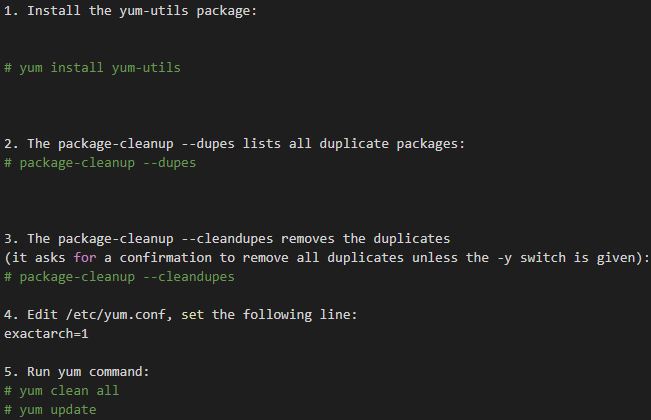 1. Install the yum-utils package:
# yum install yum-utils
2. The package-cleanup --dupes lists all duplicate packages:
# package-cleanup --dupes
3. The package-cleanup --cleandupes removes the duplicates
(it asks for a confirmation to remove all duplicates unless the -y switch is given):
# package-cleanup --cleandupes
4. Edit /etc/yum.conf, set the following line:
exactarch=1
5. Run yum command:
# yum clean all
# yum update